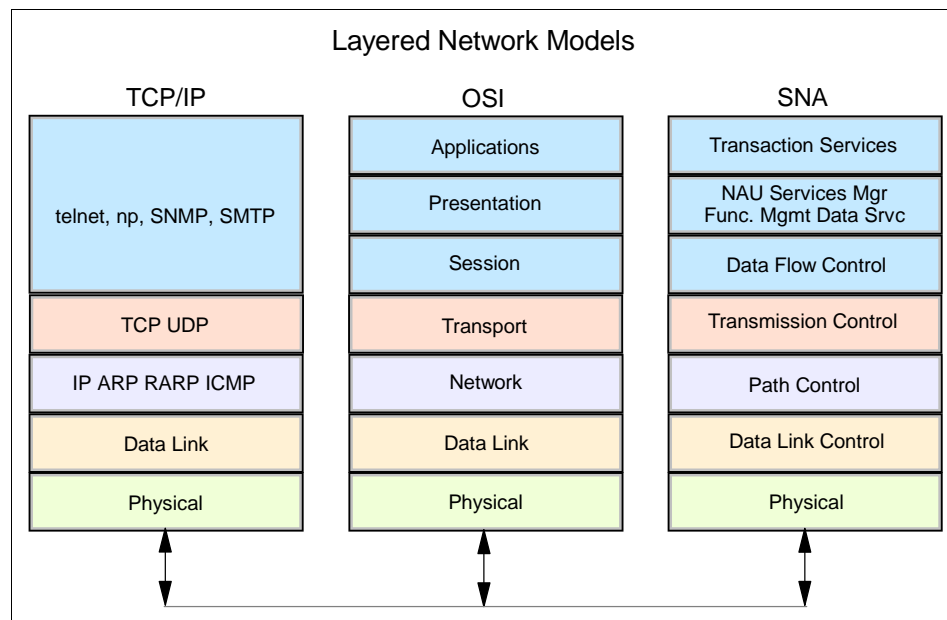 Layered Network Models
TCP/IP
telnet, np, SNMP, SMTP
TCP UDP
IP ARP RARP ICMP
Data Link
Physical
OSI
Applications
Presentation
Session
Transport
Network
Data Link
Physical
SNA
Transaction Services
NAU Services Mgr
Func. Mgmt Data Srvc
Data Flow Control
Transmission Control
Path Control
Data Link Control
Physical